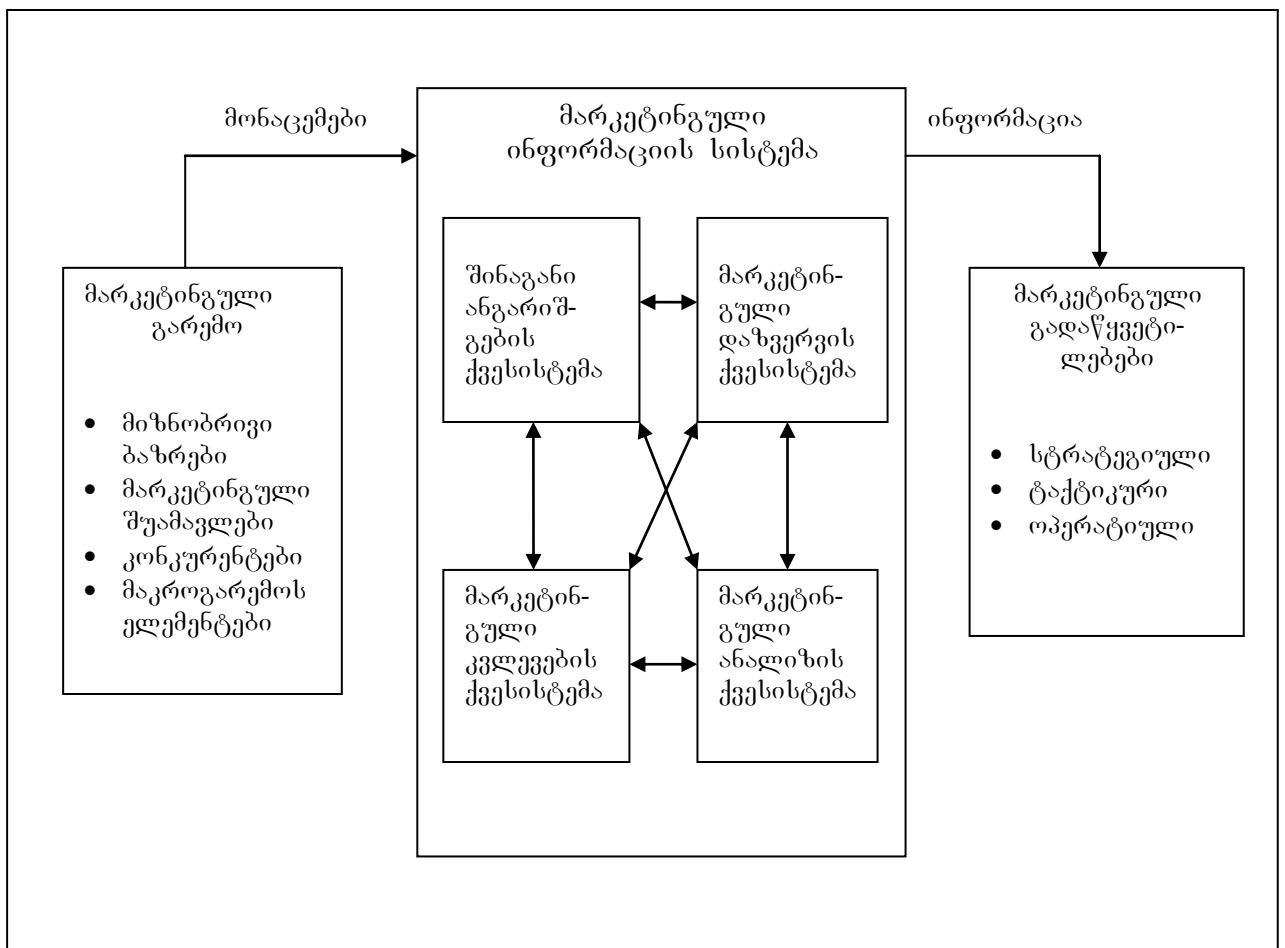 მონაცემები
მარკეტინგული
ინფორმაციის სისტემა
ინფორმაცია
მარკეტინგული
გარემო
• მიზნობრივი
ბაზრები
• მარკეტინგული
შუამავლები
• კონკურენტები
• მაკროგარემოს
ელემენტები
შინაგანი
ანგარიშ-
გების
ქვესისტემა
მარკეტინ-
გული
დაზვერვის
ქვესისტემა
მარკეტინ-
გული
კვლევების
ქვესისტემა
მარკეტინ-
გული
ანალიზის
ქვესისტემა
მარკეტინგული
გადაწყვეტი-
ლებები
• სტრატეგიული
• ტაქტიკური
• ოპერატიული